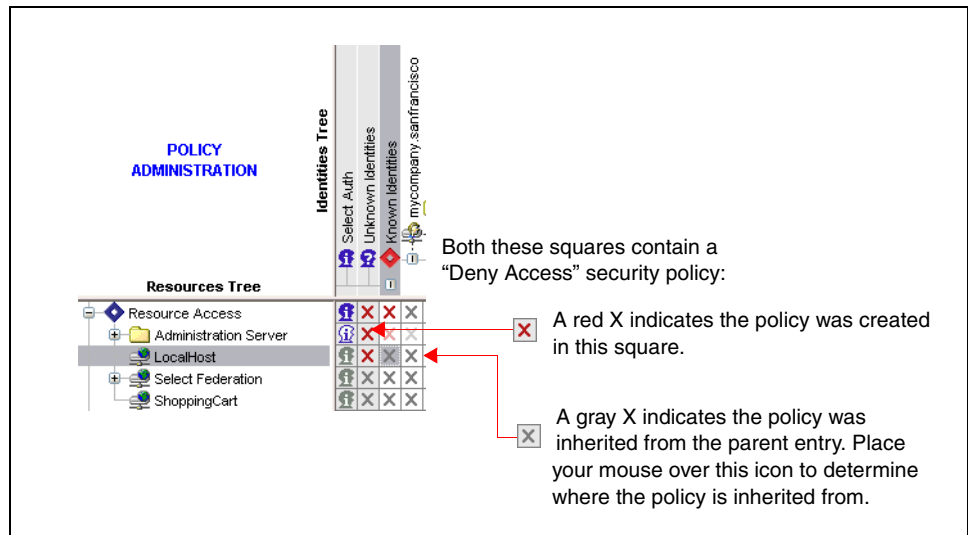 POLICY
ADMINISTRATION
Identities Tree
Select Auth
Unknown Identities
Known Identities
mycompany.sanfrancisco
Resources Tree
Resource Access
Administration Server
LocalHost
Select Federation
ShoppingCart
Both these squares contain a
“Deny Access” security policy:
A red X indicates the policy was created
in this square.
A gray X indicates the policy was
inherited from the parent entry. Place
your mouse over this icon to determine
where the policy is inherited from.